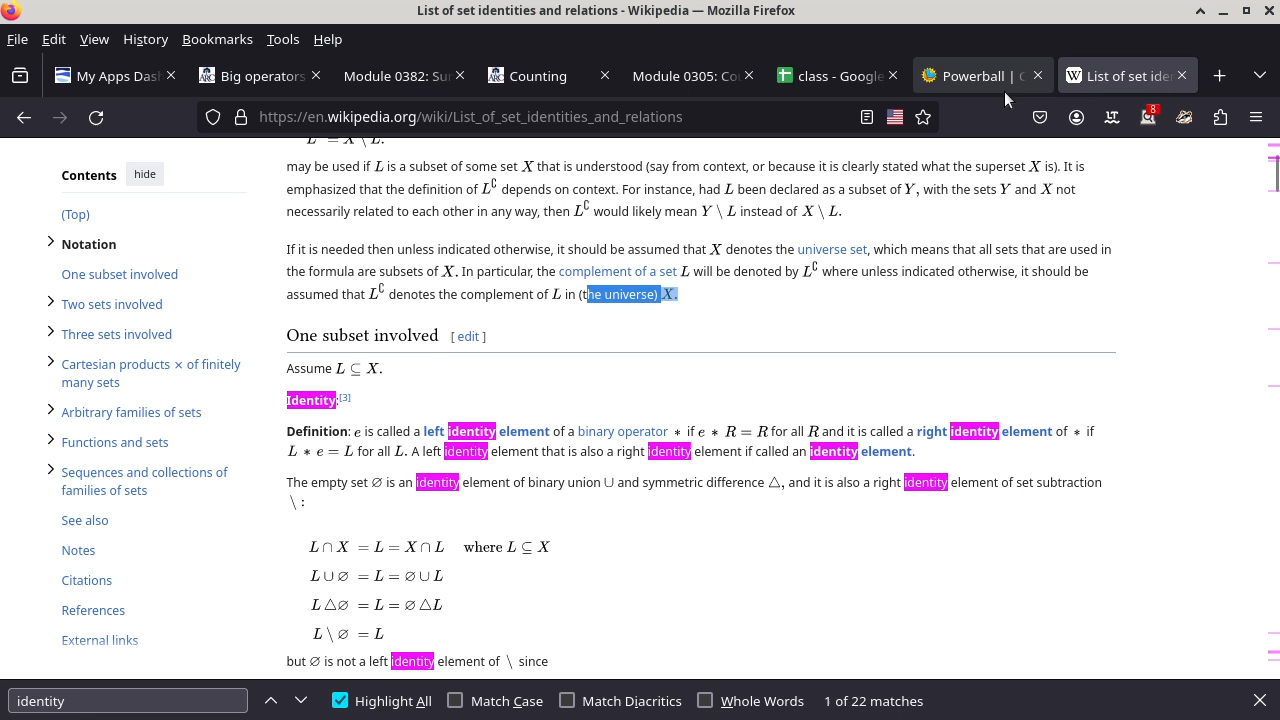 List of set identities and relations - Wikipedia — Mozilla Firefox
File Edit View History Bookmarks Tools Help
My Apps Dash
Big operators
Module 0382: Sur
Counting
Module 0305: Co
class - Google
Powerball | C
List of set iden
https://en.wikipedia.org/wiki/List_of_set_identities_and_relations
8
Contents hide
(Top)
Notation
One subset involved
Two sets involved
Three sets involved
Cartesian products × of finitely
many sets
Arbitrary families of sets
Functions and sets
Sequences and collections of
families of sets
See also
Notes
Citations
References
External links
L∁ = X ∖ L.
may be used if L is a subset of some set X that is understood (say from context, or because it is clearly stated what the superset X is). It is
emphasized that the definition of L∁ depends on context. For instance, had L been declared as a subset of Y, with the sets Y and X not
necessarily related to each other in any way, then L∁ would likely mean Y ∖ L instead of X ∖ L.
If it is needed then unless indicated otherwise, it should be assumed that X denotes the universe set, which means that all sets that are used in
the formula are subsets of X. In particular, the complement of a set L will be denoted by L∁ where unless indicated otherwise, it should be
assumed that L∁ denotes the complement of L in (the universe) X.
One subset involved [ edit ]
Assume L ⊆ X.
Identity:[3]
Definition: e is called a left identity element of a binary operator ∗ if e ∗ R = R for all R and it is called a right identity element of ∗ if
L ∗ e = L for all L. A left identity element that is also a right identity element if called an identity element.
The empty set ∅ is an identity element of binary union ∪ and symmetric difference △, and it is also a right identity element of set subtraction
∖ :
L ∩ X = L = X ∩ L where L ⊆ X
L ∪ ∅ = L = ∅ ∪ L
L △∅ = L = ∅ △L
L ∖ ∅ = L
but ∅ is not a left identity element of ∖ since
identity
Highlight All
Match Case
Match Diacritics
Whole Words
1 of 22 matches